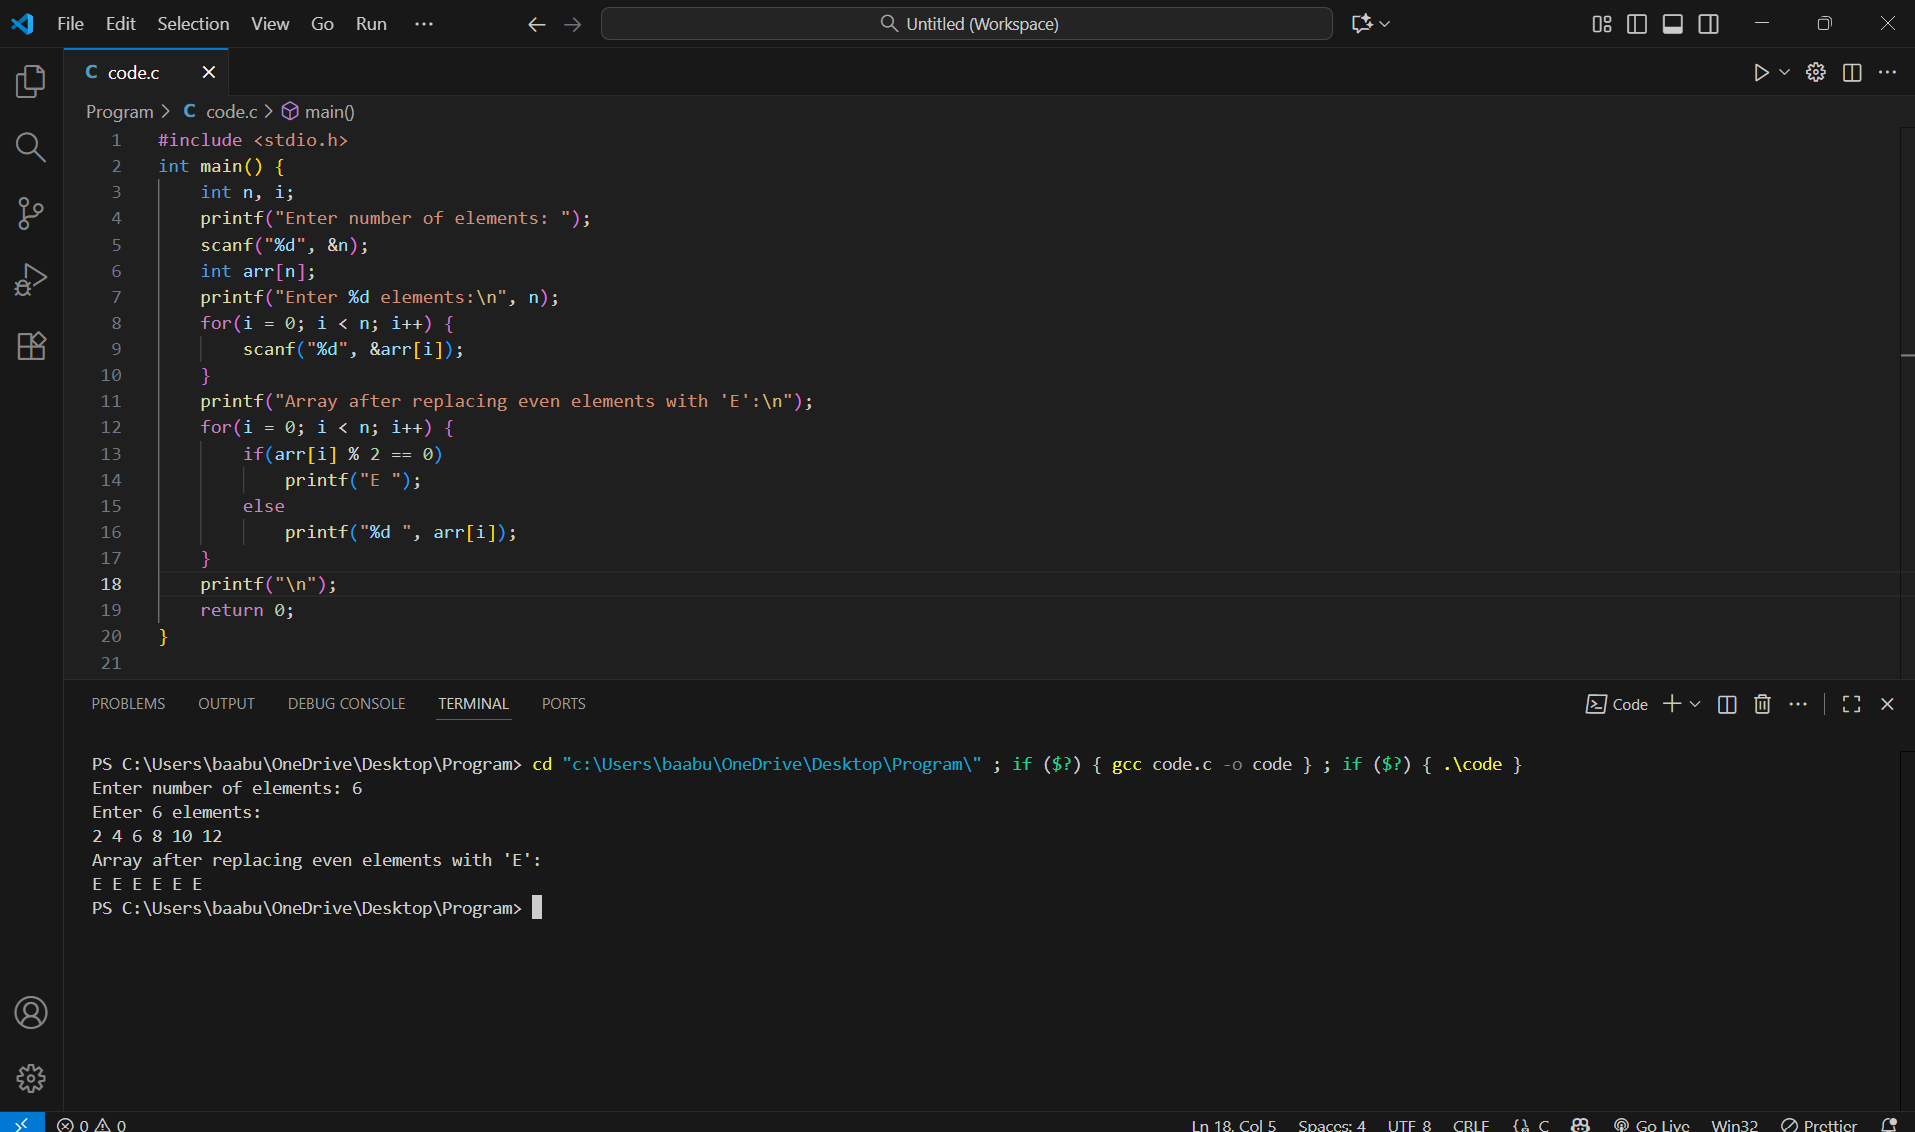 File Edit Selection View Go Run ··· Untitled (Workspace)
C code.c
Program > C code.c > main()
1 #include <stdio.h>
2 int main() {
3     int n, i;
4     printf("Enter number of elements: ");
5     scanf("%d", &n);
6     int arr[n];
7     printf("Enter %d elements:\n", n);
8     for(i = 0; i < n; i++) {
9         scanf("%d", &arr[i]);
10     }
11     printf("Array after replacing even elements with 'E':\n");
12     for(i = 0; i < n; i++) {
13         if(arr[i] % 2 == 0)
14             printf("E ");
15         else
16             printf("%d ", arr[i]);
17     }
18     printf("\n");
19     return 0;
20 }
21
PROBLEMS OUTPUT DEBUG CONSOLE TERMINAL PORTS Code
PS C:\Users\baabu\OneDrive\Desktop\Program> cd "c:\Users\baabu\OneDrive\Desktop\Program\" ; if ($?) { gcc code.c -o code } ; if ($?) { .\code }
Enter number of elements: 6
Enter 6 elements:
2 4 6 8 10 12
Array after replacing even elements with 'E':
E E E E E E
PS C:\Users\baabu\OneDrive\Desktop\Program>
0 0 Ln 18, Col 5 Spaces: 4 UTF 8 CRLF {} C Go Live Win32 Prettier